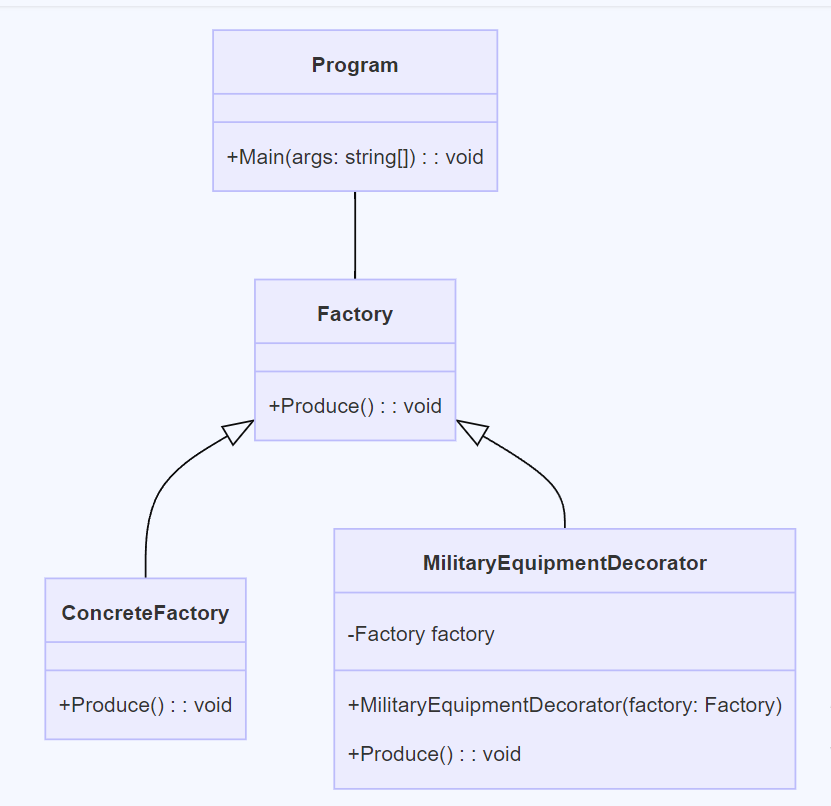 Program
+Main(args: string[]) : : void
Factory
+Produce() : : void
ConcreteFactory
+Produce() : : void
MilitaryEquipmentDecorator
-Factory factory
+MilitaryEquipmentDecorator(factory: Factory)
+Produce() : : void